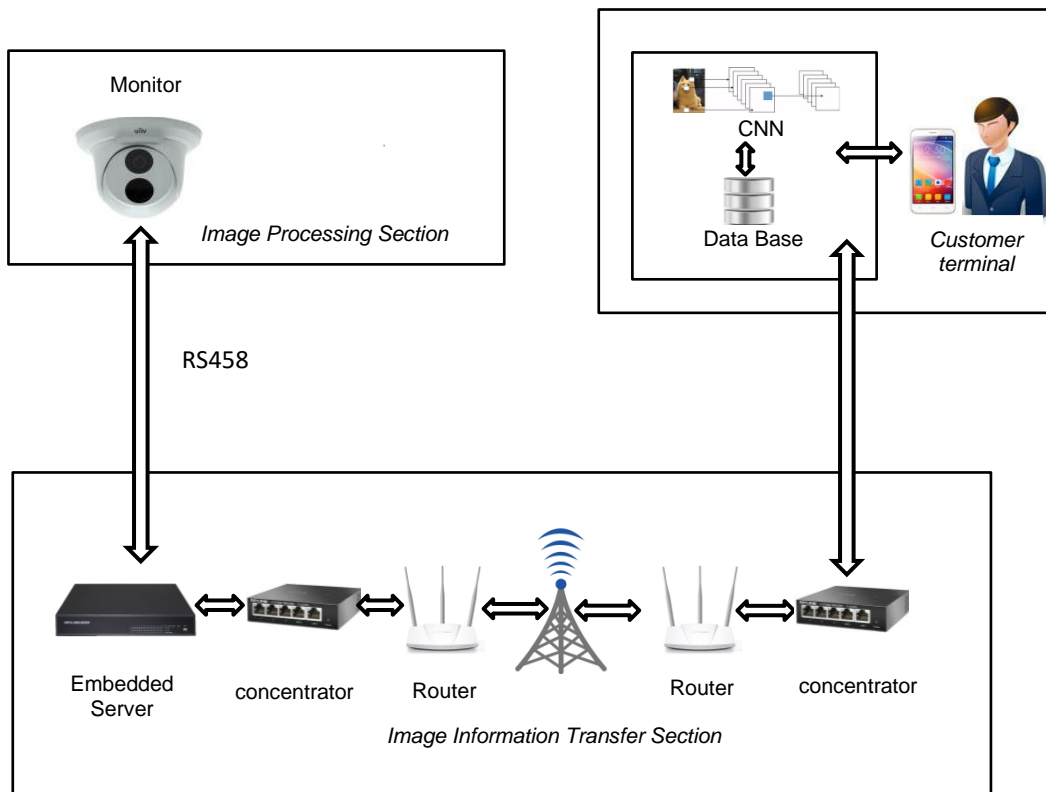 Monitor
unv
Image Processing Section
CNN
Data Base
Customer
terminal
RS458
Embedded
Server
concentrator
Router
Router
concentrator
Image Information Transfer Section